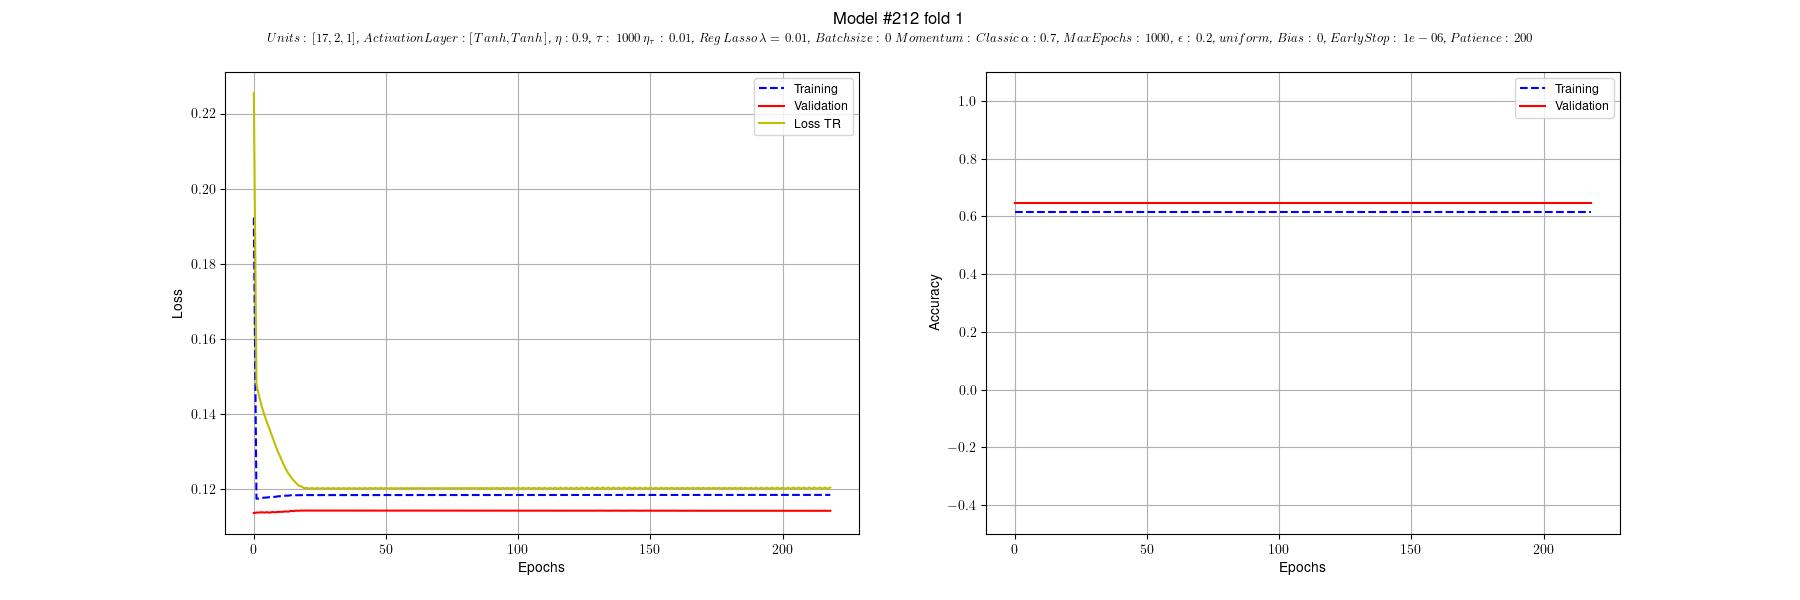 Model #212 fold 1
Units : [17, 2, 1], ActivationLayer : [Tanh, Tanh], η : 0.9, τ : 1000 η_τ : 0.01, Reg Lasso λ = 0.01, Batchsize : 0 Momentum : Classic α : 0.7, MaxEpochs : 1000, ϵ : 0.2, uniform, Bias : 0, EarlyStop : 1e − 06, Patience : 200
Training
Validation
Loss TR
0.22
0.20
0.18
0.16
0.14
0.12
Loss
0 50 100 150 200
Epochs
Training
Validation
1.0
0.8
0.6
0.4
0.2
0.0
−0.2
−0.4
Accuracy
0 50 100 150 200
Epochs